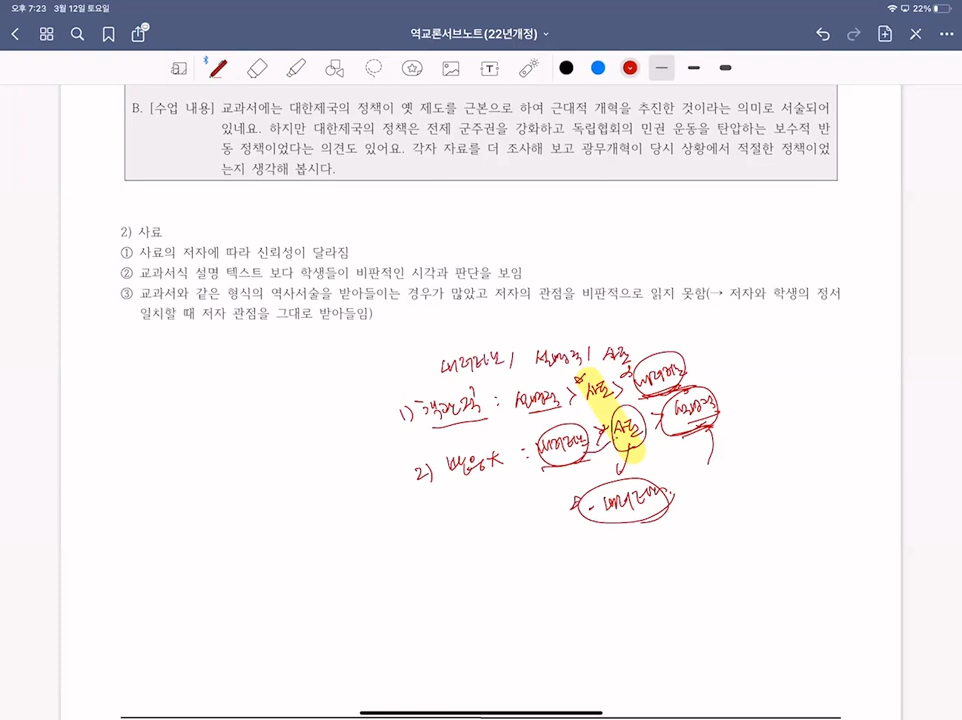 오후 7:23 3월 12일 토요일
22%
역교론서브노트(22년개정)
B. [수업 내용] 교과서에는 대한제국의 정책이 옛 제도를 근본으로 하여 근대적 개혁을 추진한 것이라는 의미로 서술되어
있네요. 하지만 대한제국의 정책은 전제 군주권을 강화하고 독립협회의 민권 운동을 탄압하는 보수적 반
동 정책이었다는 의견도 있어요. 각자 자료를 더 조사해 보고 광무개혁이 당시 상황에서 적절한 정책이었
는지 생각해 봅시다.
2) 사료
① 사료의 저자에 따라 신뢰성이 달라짐
② 교과서식 설명 텍스트 보다 학생들이 비판적인 시각과 판단을 보임
③ 교과서와 같은 형식의 역사서술을 받아들이는 경우가 많았고 저자의 관점을 비판적으로 읽지 못함(→ 저자와 학생의 정서
일치할 때 저자 관점을 그대로 받아들임)
내러티브 / 설명적 / 사료
1) 객관적? : 설명적 > 사료 > 내러티브
2) : 내러티브 > 사료 > 설명적